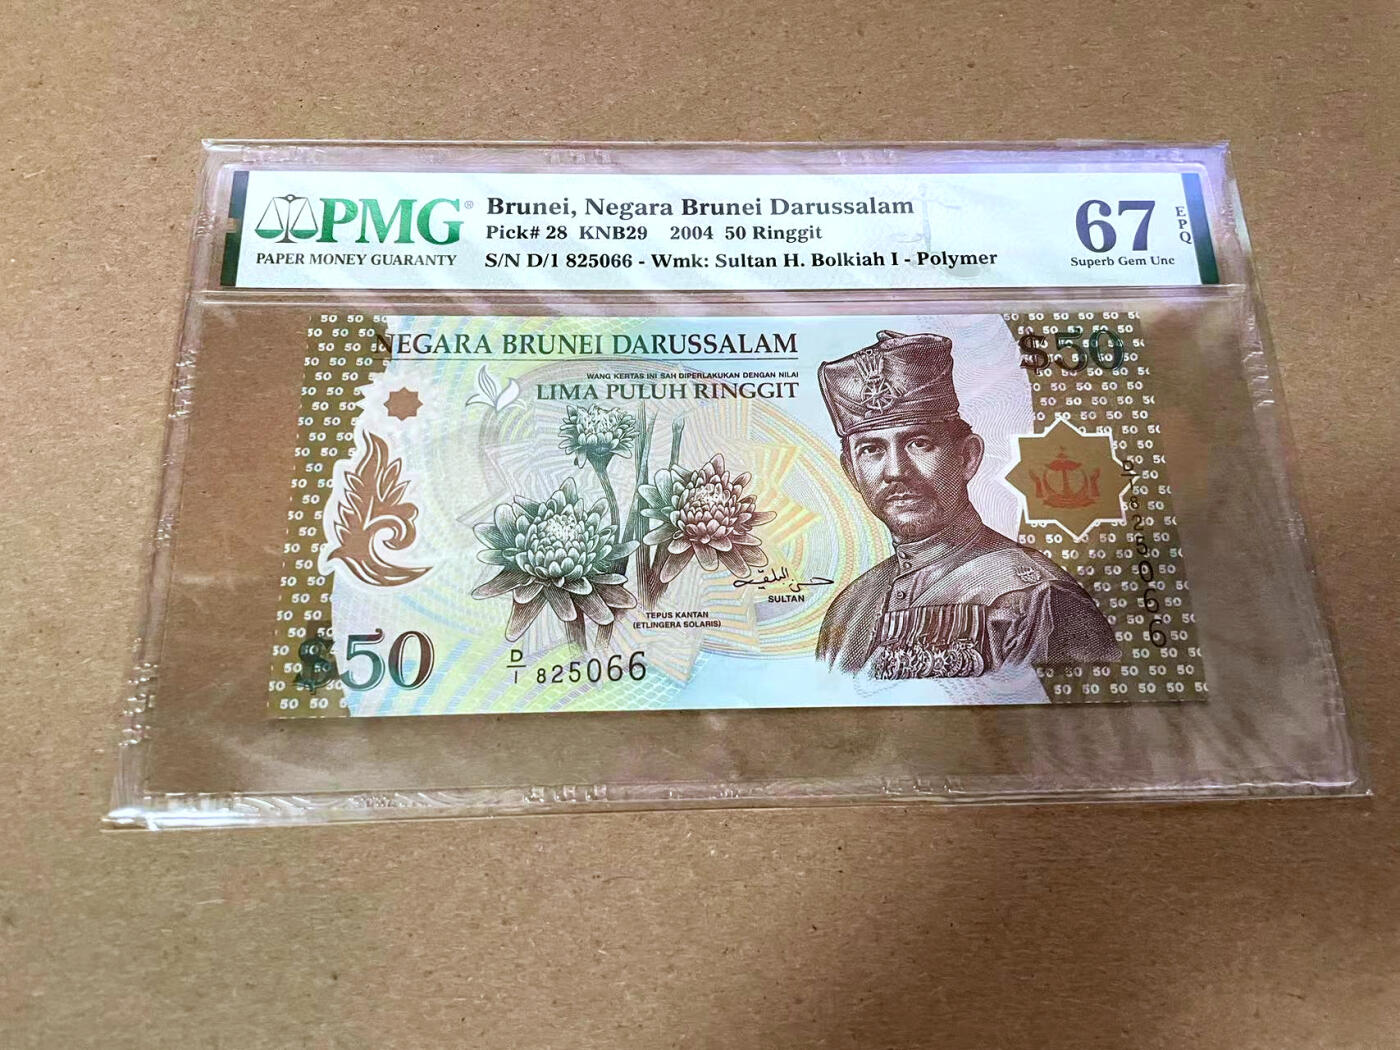 PMG®
PAPER MONEY GUARANTY
Brunei, Negara Brunei Darussalam
Pick# 28 KNB29 2004 50 Ringgit
S/N D/1 825066 - Wmk: Sultan H. Bolkiah I - Polymer
67
EPQ
Superb Gem Unc
NEGARA BRUNEI DARUSSALAM
WANG KERTAS INI SAH DIPERLAKUKAN DENGAN NILAI
LIMA PULUH RINGGIT
$50
SULTAN
TEPUS KANTAN
(ETLINGERA SOLARIS)
$50
D/1 825066
D/1 825066